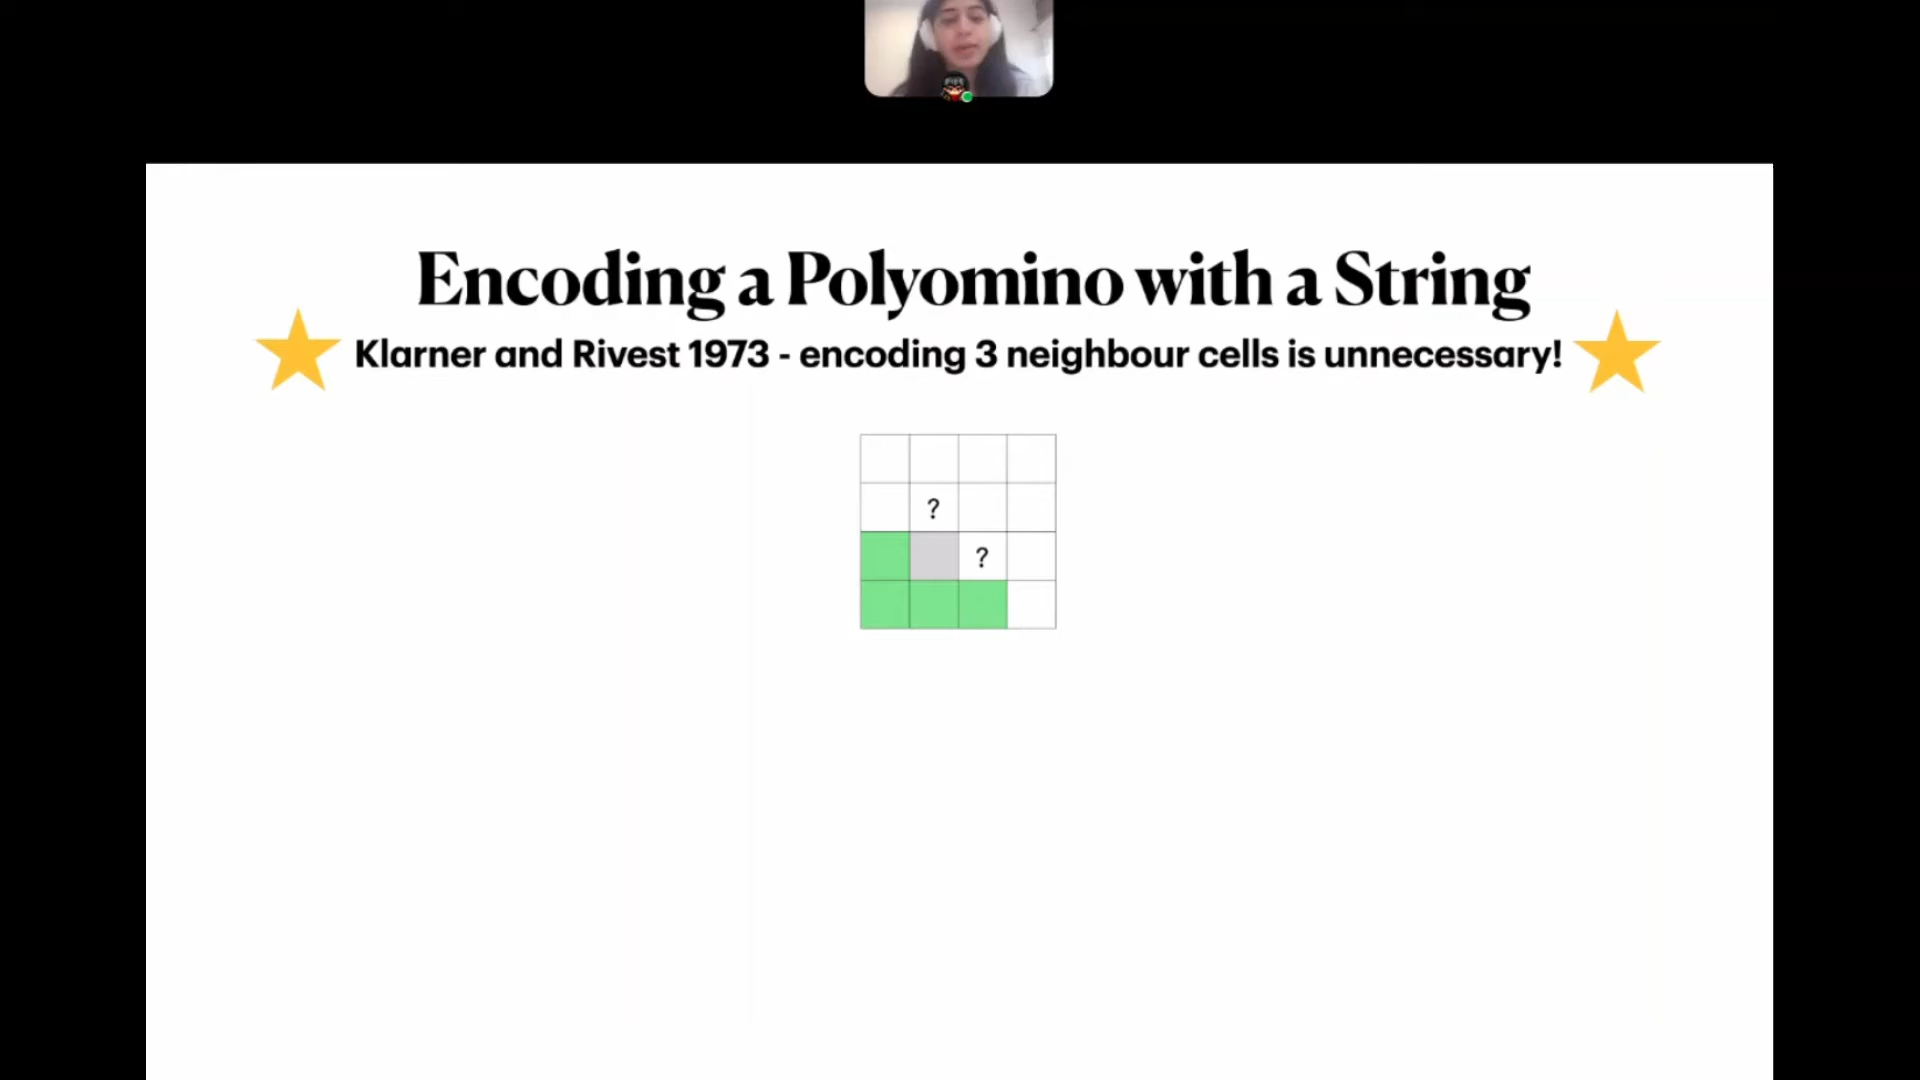 Encoding a Polyomino with a String
Klarner and Rivest 1973 - encoding 3 neighbour cells is unnecessary!
?
?